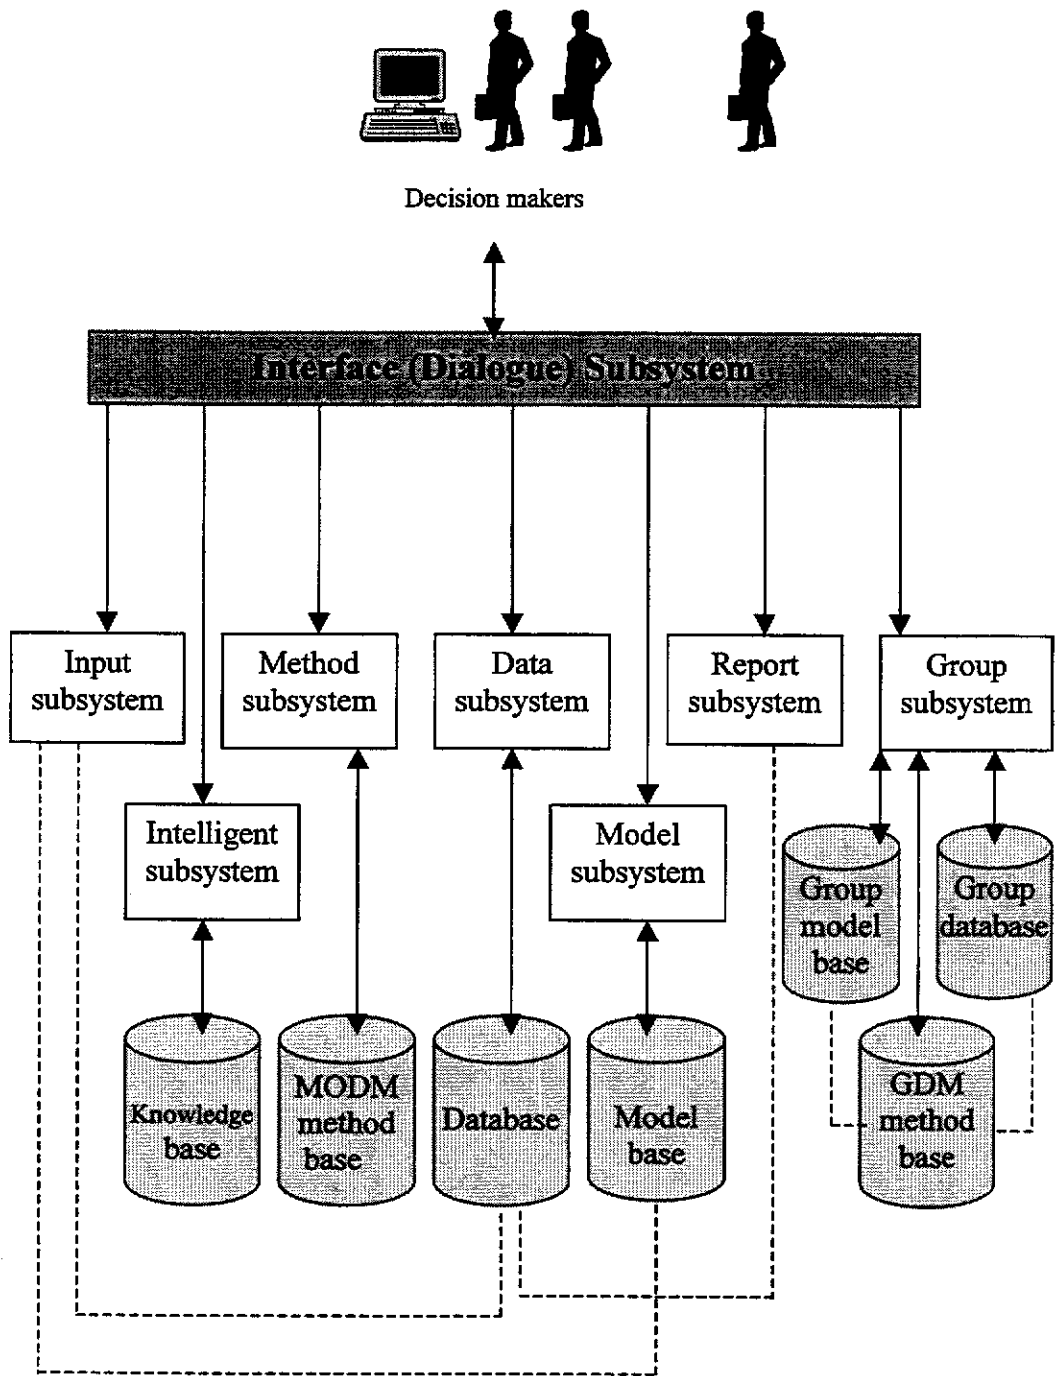 Decision makers
Interface (Dialogue) Subsystem
Input
subsystem
Method
subsystem
Data
subsystem
Report
subsystem
Group
subsystem
Intelligent
subsystem
Model
subsystem
Group
model
base
Group
database
Knowledge
base
MODM
method
base
Database
Model
base
GDM
method
base